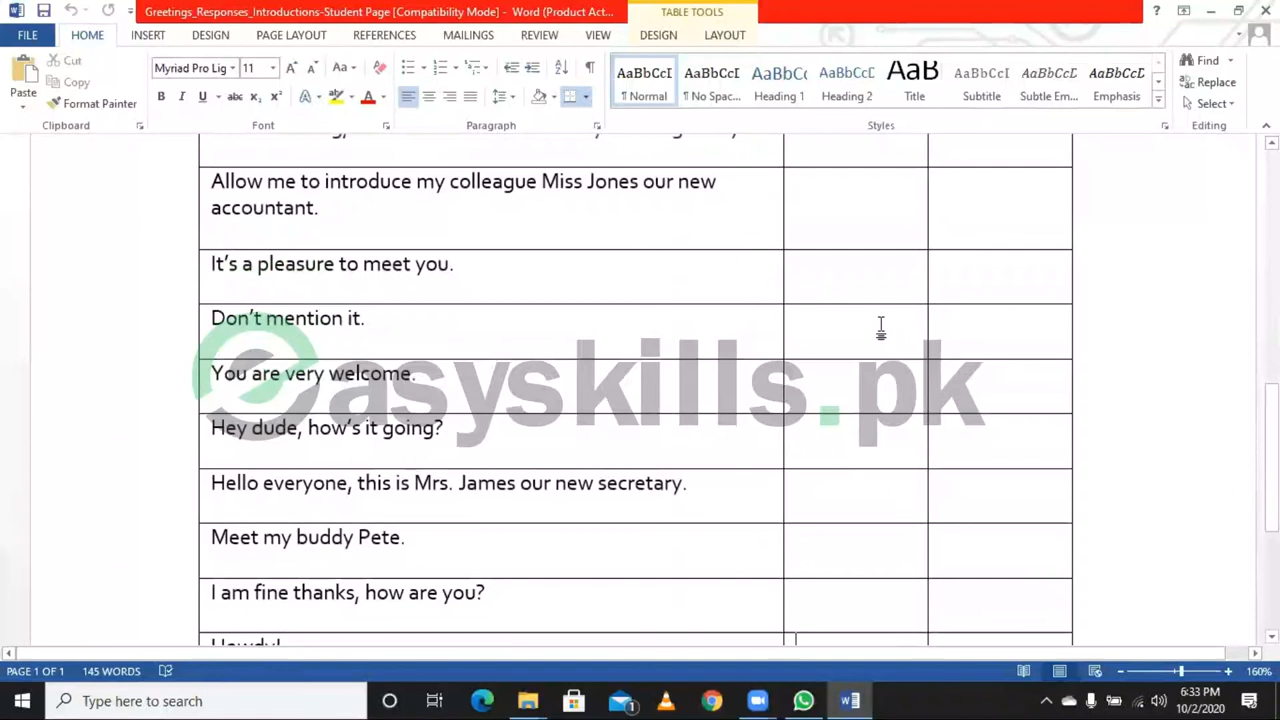 Greetings_Responses_Introductions-Student Page [Compatibility Mode] - Word (Product Act...
TABLE TOOLS
FILE HOME INSERT DESIGN PAGE LAYOUT REFERENCES MAILINGS REVIEW VIEW DESIGN LAYOUT
Paste
Cut
Copy
Format Painter
Clipboard
Myriad Pro Lig 11
Font
Paragraph
AaBbCcI AaBbCcI AaBbCc AaBbCcI AaB AaBbCcI AaBbCcI AaBbCcI
¶ Normal ¶ No Spac... Heading 1 Heading 2 Title Subtitle Subtle Em... Emphasis
Styles
Find
Replace
Select
Editing
Allow me to introduce my colleague Miss Jones our new
accountant.
It's a pleasure to meet you.
Don't mention it.
You are very welcome.
easyskills.pk
Hey dude, how's it going?
Hello everyone, this is Mrs. James our new secretary.
Meet my buddy Pete.
I am fine thanks, how are you?
Howdy!
PAGE 1 OF 1 145 WORDS 160%
Type here to search
6:33 PM
10/2/2020